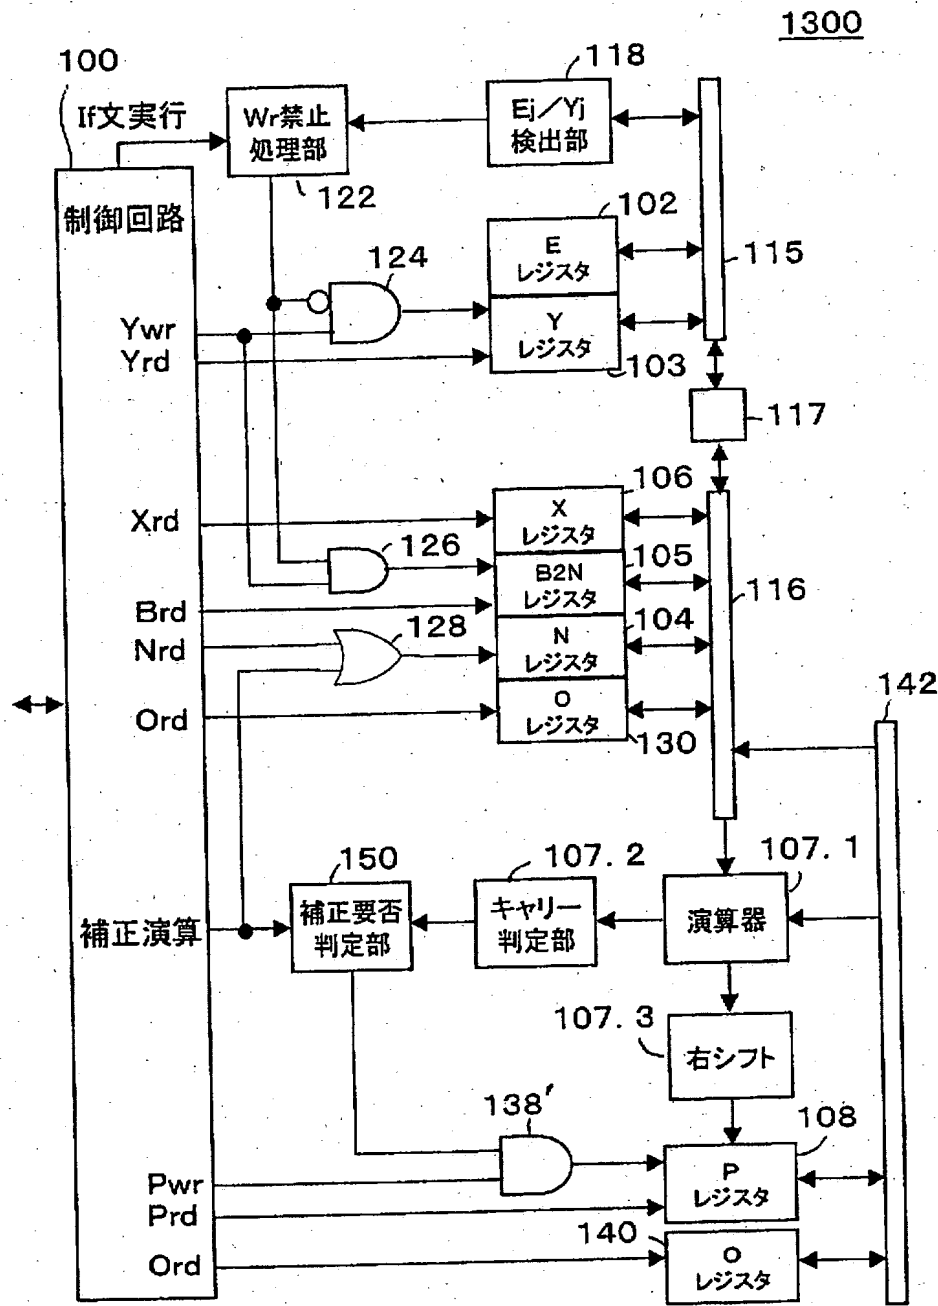 1300
100
118
If文実行
Wr禁止
処理部
Ej/Yj
検出部
122
制御回路
102
124
E
レジスタ
115
Ywr
Y
レジスタ
Yrd
103
117
106
Xrd
X
レジスタ
126
105
B2N
レジスタ
116
Brd
128
104
Nrd
N
レジスタ
142
Ord
O
レジスタ
130
150
107.2
107.1
補正演算
補正要否
判定部
キャリー
判定部
演算器
107.3
右シフト
138'
108
Pwr
P
レジスタ
Prd
140
Ord
O
レジスタ